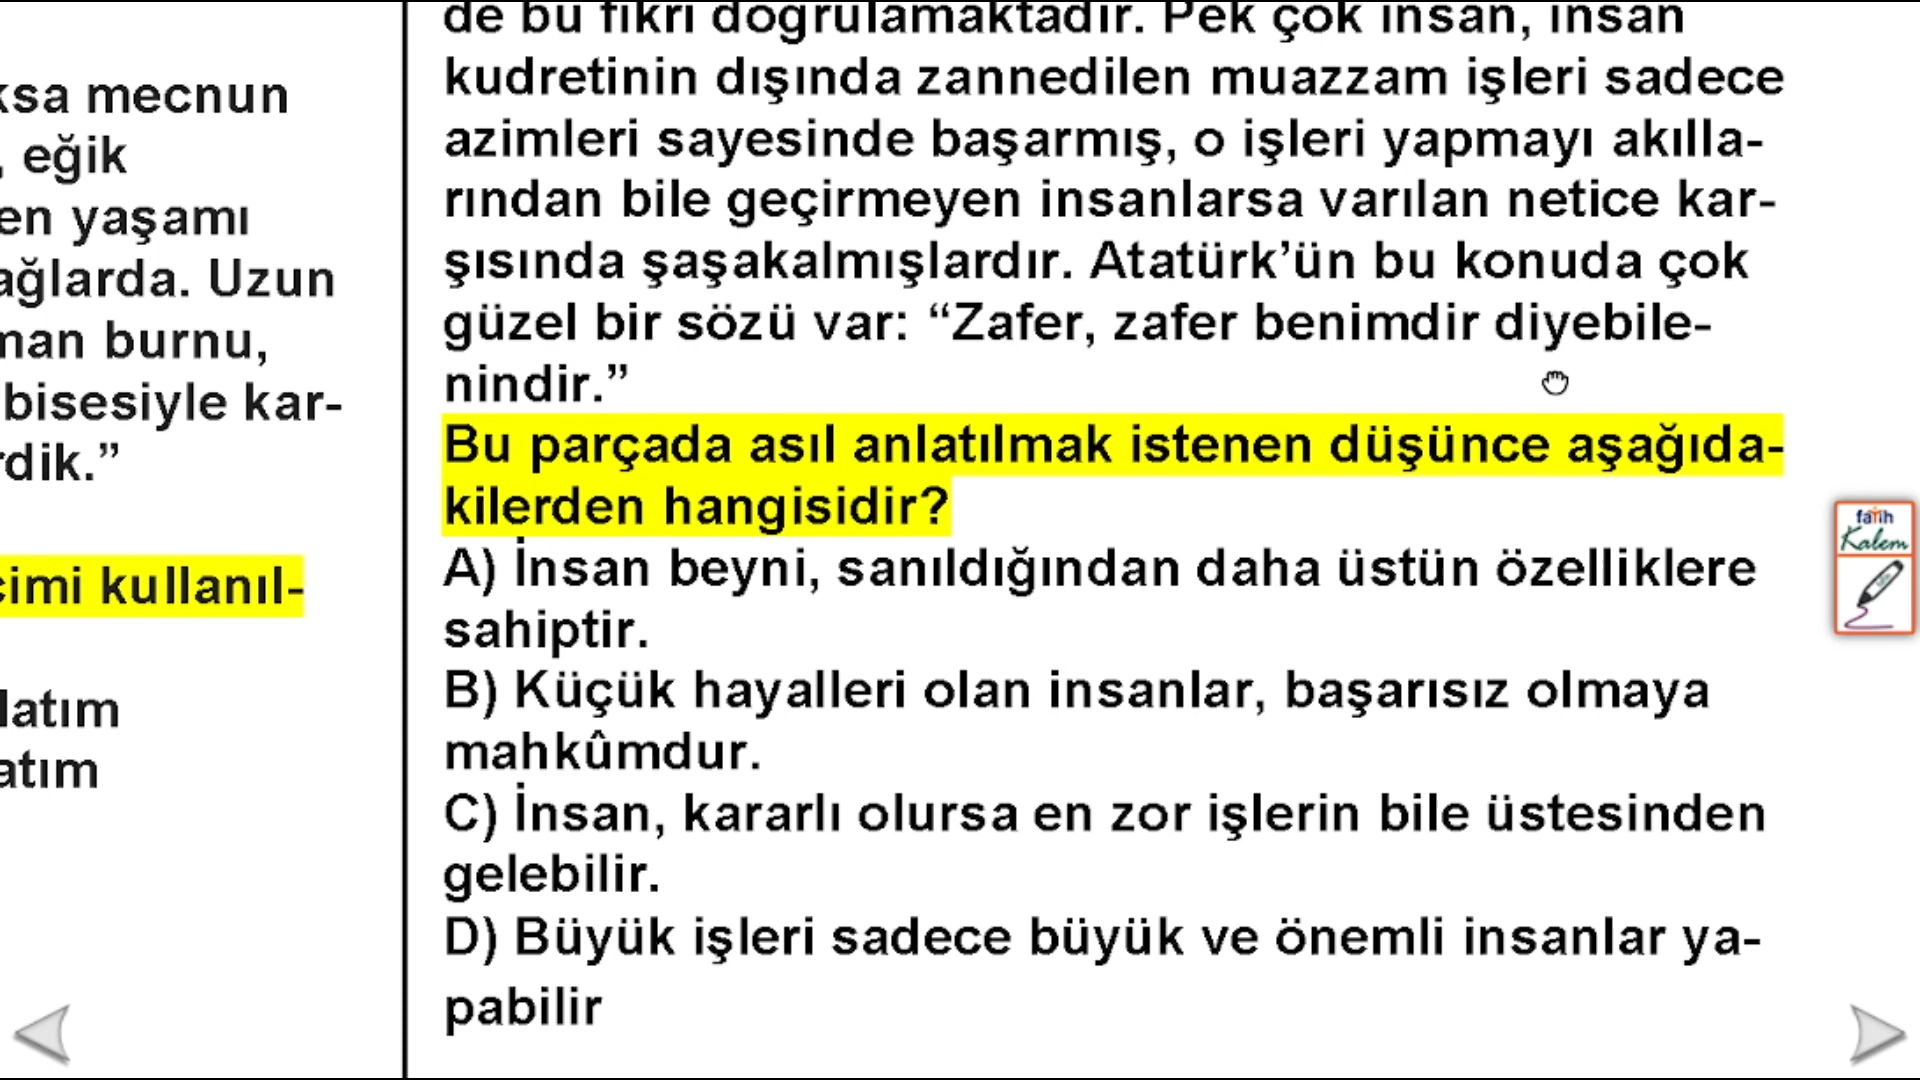 ksa mecnun
, eğik
en yaşamı
ağlarda. Uzun
man burnu,
bisesiyle kar-
rdik.”
çimi kullanıl-
latım
atım
de bu fikri doğrulamaktadır. Pek çok insan, insan
kudretinin dışında zannedilen muazzam işleri sadece
azimleri sayesinde başarmış, o işleri yapmayı akılla-
rından bile geçirmeyen insanlarsa varılan netice kar-
şısında şaşakalmışlardır. Atatürk’ün bu konuda çok
güzel bir sözü var: “Zafer, zafer benimdir diyebile-
nindir.”
Bu parçada asıl anlatılmak istenen düşünce aşağıda-
kilerden hangisidir?
A) İnsan beyni, sanıldığından daha üstün özelliklere
sahiptir.
B) Küçük hayalleri olan insanlar, başarısız olmaya
mahkûmdur.
C) İnsan, kararlı olursa en zor işlerin bile üstesinden
gelebilir.
D) Büyük işleri sadece büyük ve önemli insanlar ya-
pabilir
fatih
Kalem